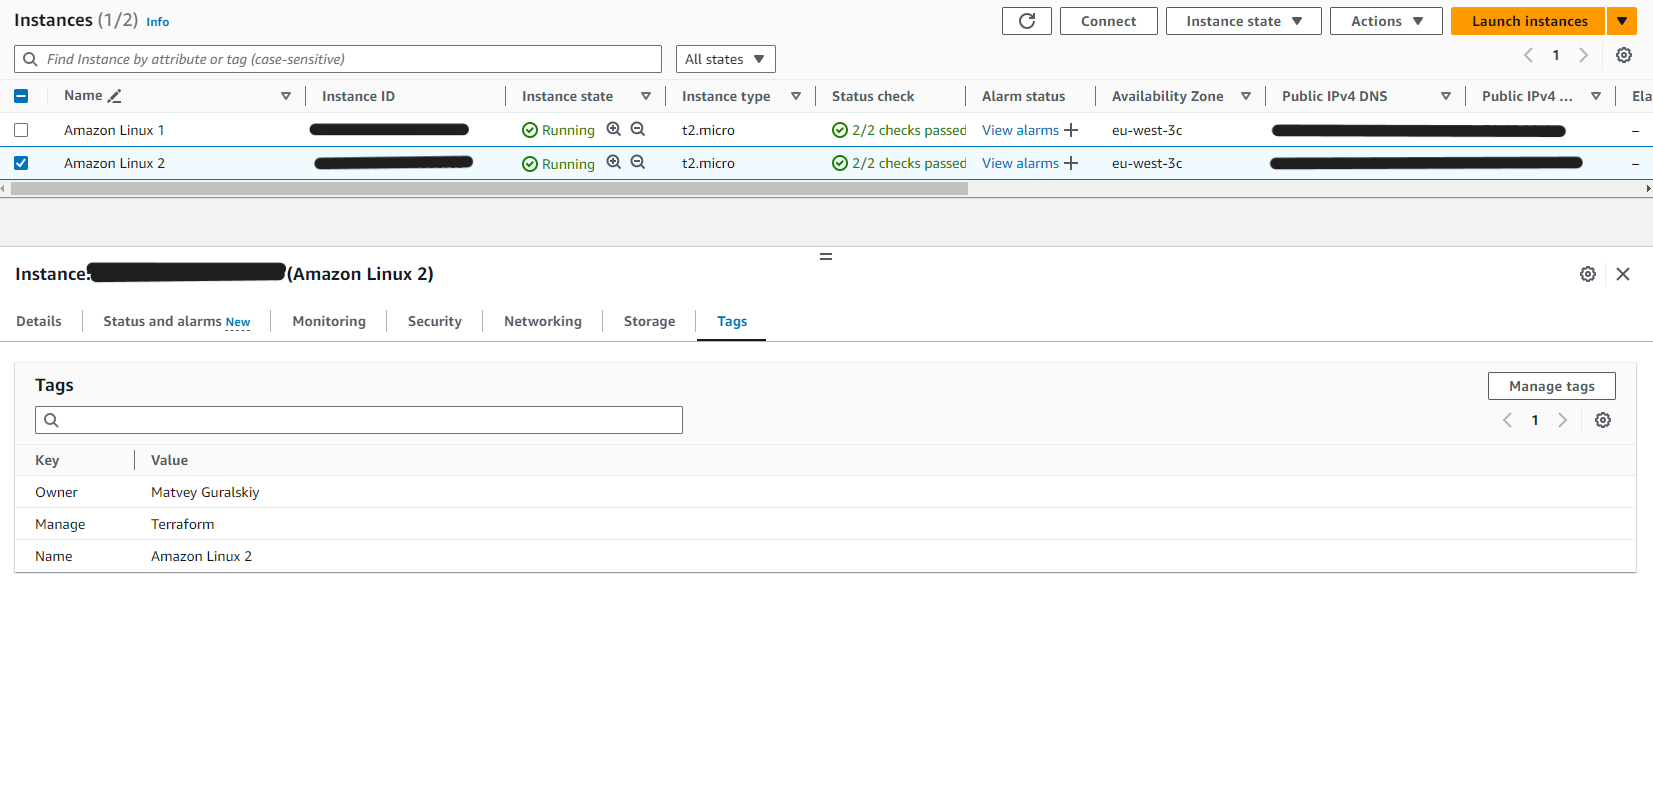 Instances (1/2) Info
Connect Instance state Actions Launch instances
Find Instance by attribute or tag (case-sensitive) All states 1
Name Instance ID Instance state Instance type Status check Alarm status Availability Zone Public IPv4 DNS Public IPv4 ... Ela
Amazon Linux 1 Running t2.micro 2/2 checks passed View alarms + eu-west-3c –
Amazon Linux 2 Running t2.micro 2/2 checks passed View alarms + eu-west-3c –
Instance: (Amazon Linux 2)
Details Status and alarms New Monitoring Security Networking Storage Tags
Tags Manage tags
1
Key Value
Owner Matvey Guralskiy
Manage Terraform
Name Amazon Linux 2